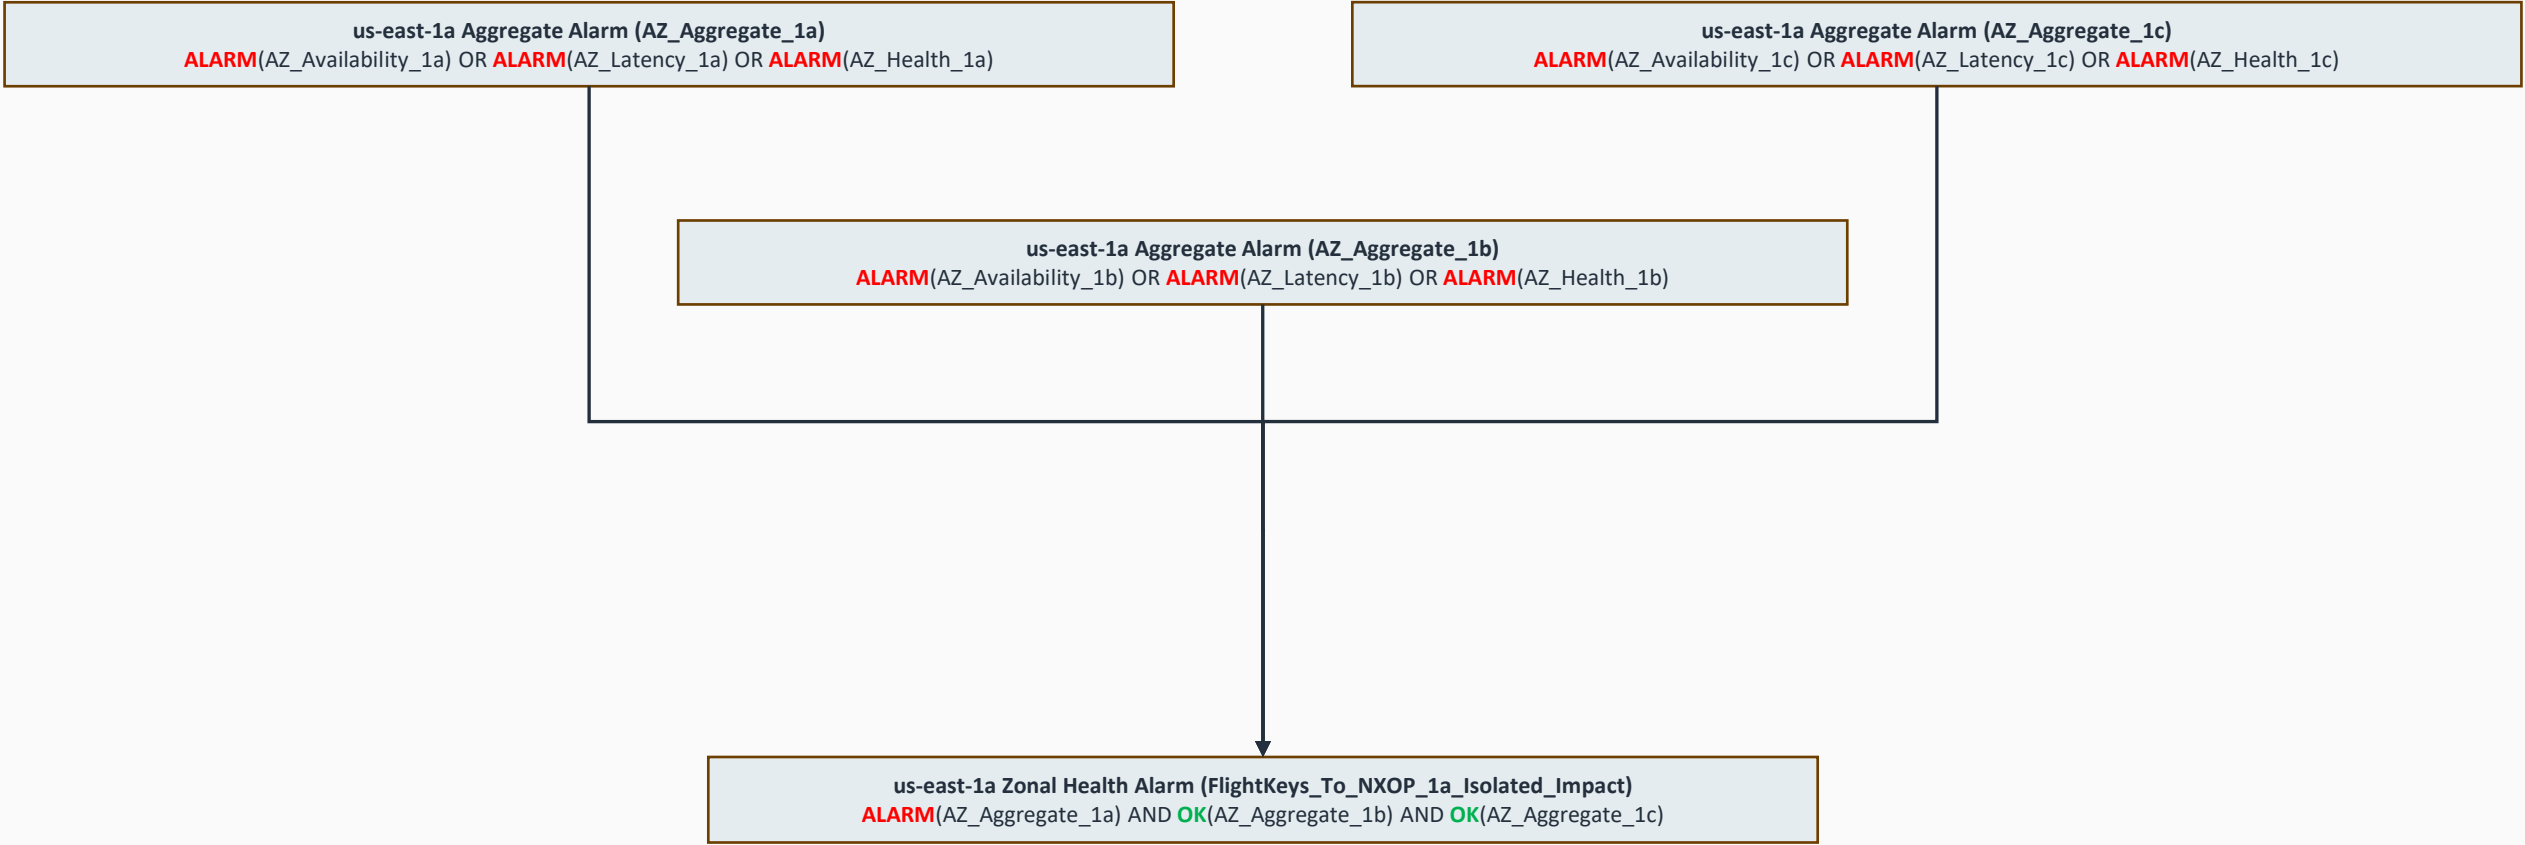 us-east-1a Aggregate Alarm (AZ_Aggregate_1a)
ALARM(AZ_Availability_1a) OR ALARM(AZ_Latency_1a) OR ALARM(AZ_Health_1a)
us-east-1a Aggregate Alarm (AZ_Aggregate_1c)
ALARM(AZ_Availability_1c) OR ALARM(AZ_Latency_1c) OR ALARM(AZ_Health_1c)
us-east-1a Aggregate Alarm (AZ_Aggregate_1b)
ALARM(AZ_Availability_1b) OR ALARM(AZ_Latency_1b) OR ALARM(AZ_Health_1b)
us-east-1a Zonal Health Alarm (FlightKeys_To_NXOP_1a_Isolated_Impact)
ALARM(AZ_Aggregate_1a) AND OK(AZ_Aggregate_1b) AND OK(AZ_Aggregate_1c)